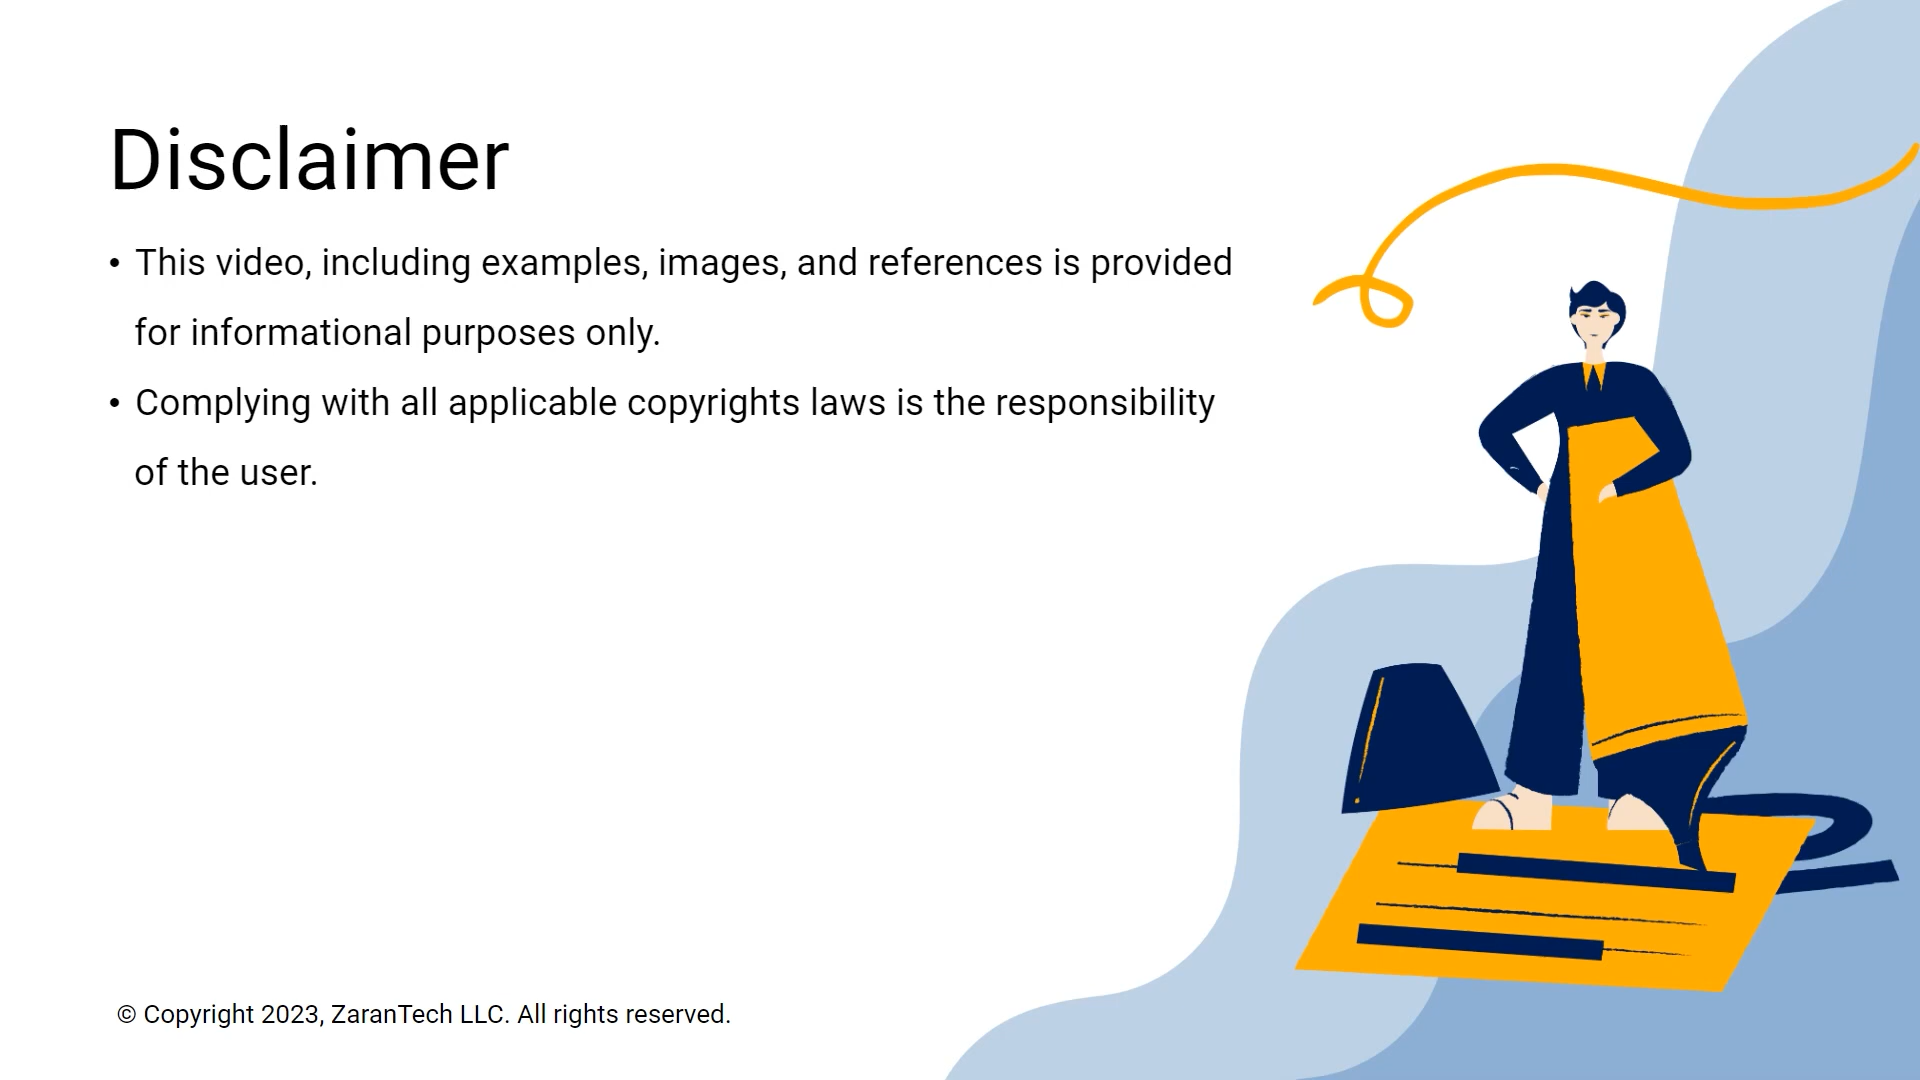 Disclaimer
• This video, including examples, images, and references is provided
for informational purposes only.
• Complying with all applicable copyrights laws is the responsibility
of the user.
© Copyright 2023, ZaranTech LLC. All rights reserved.